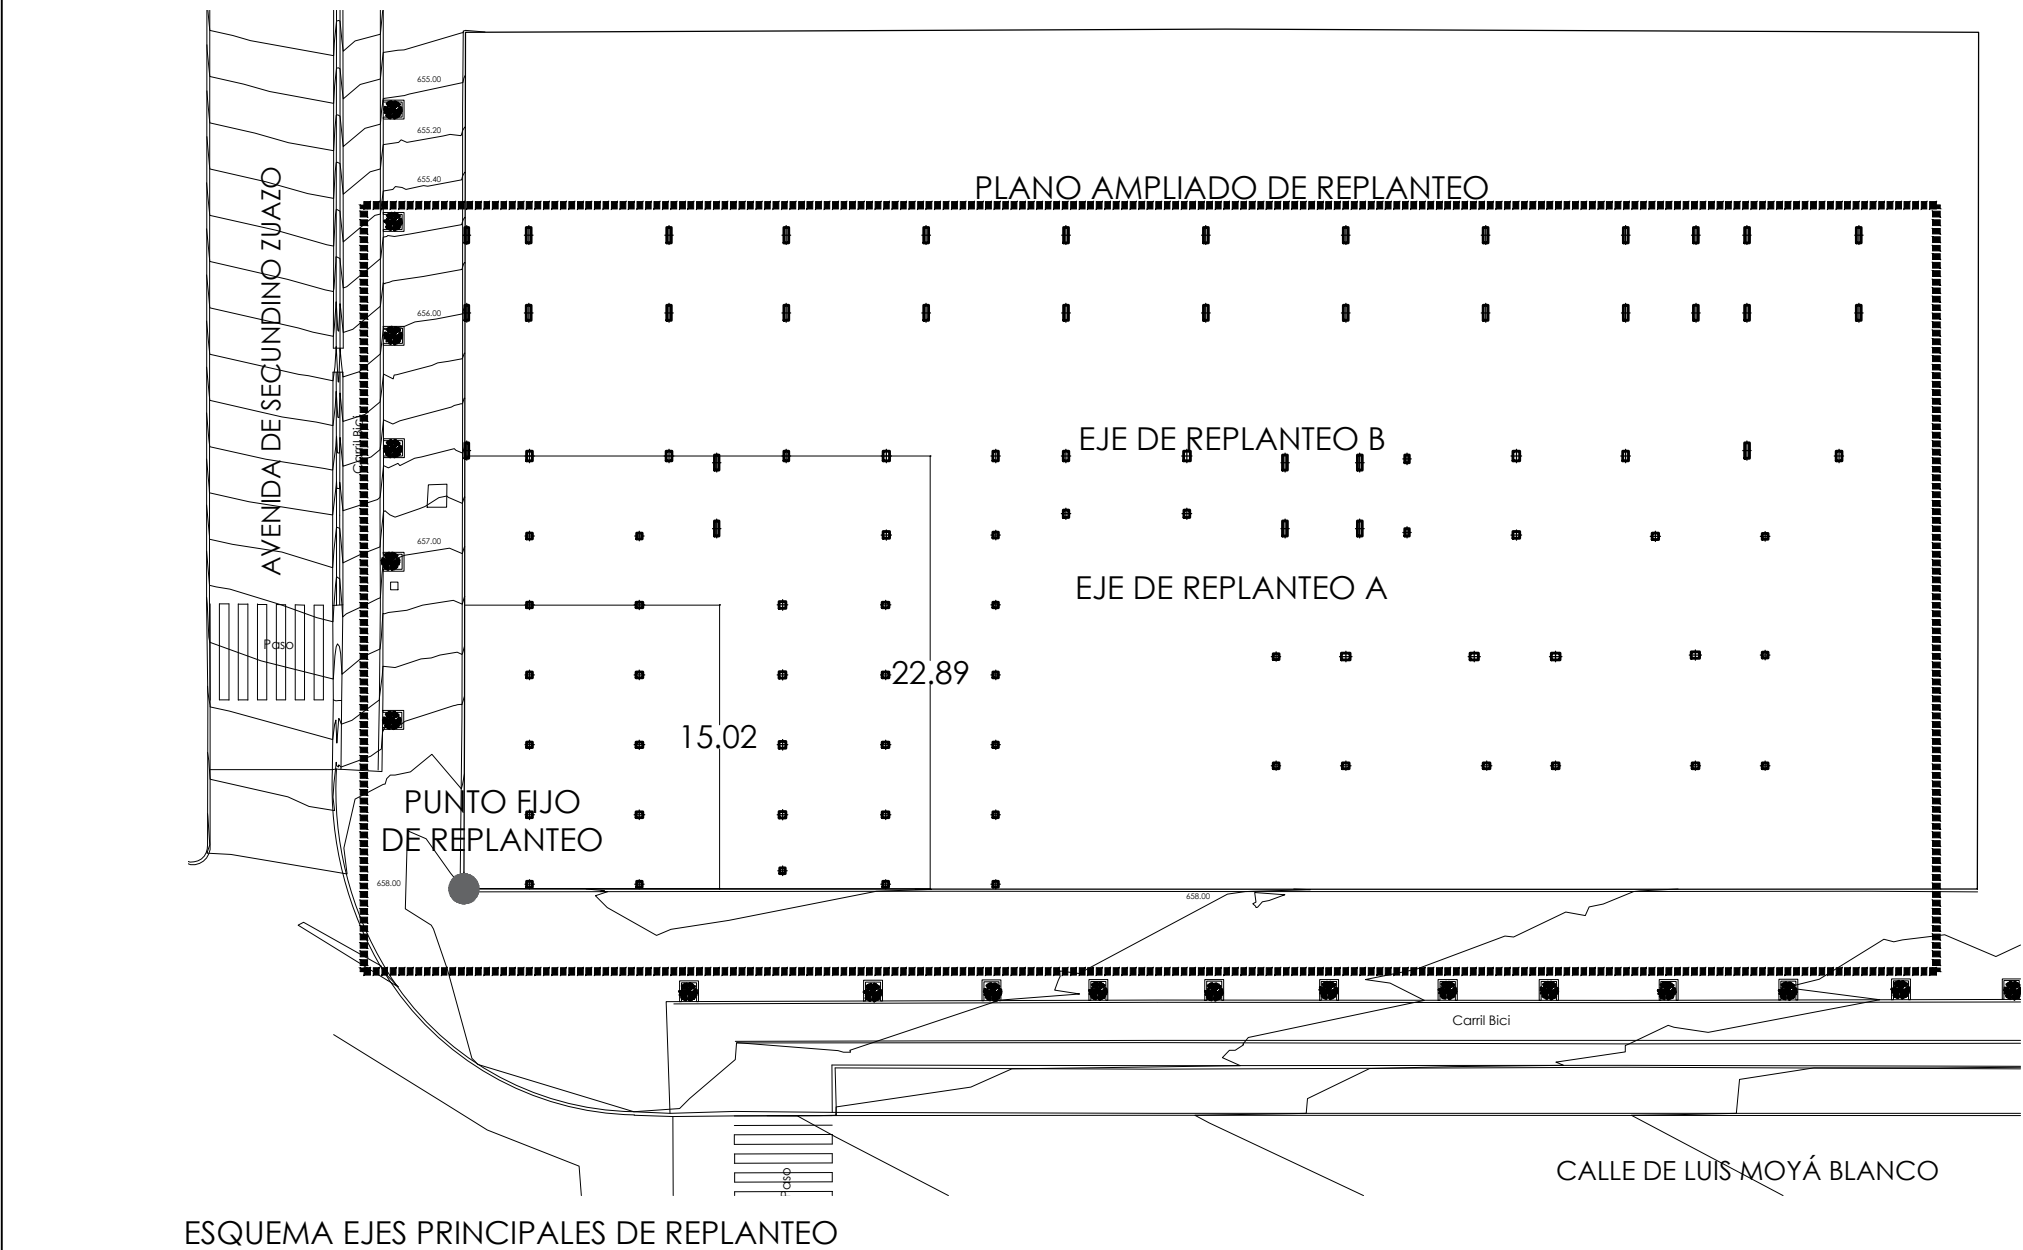 655.00
655.20
PLANO AMPLIADO DE REPLANTEO
655.40
AVENIDA DE SECUNDINO ZUAZO
656.00
Carril Bici
EJE DE REPLANTEO B
657.00
EJE DE REPLANTEO A
Paso
22.89
15.02
PUNTO FIJO
DE REPLANTEO
658.00
658.00
Carril Bici
Paso
CALLE DE LUIS MOYÁ BLANCO
ESQUEMA EJES PRINCIPALES DE REPLANTEO